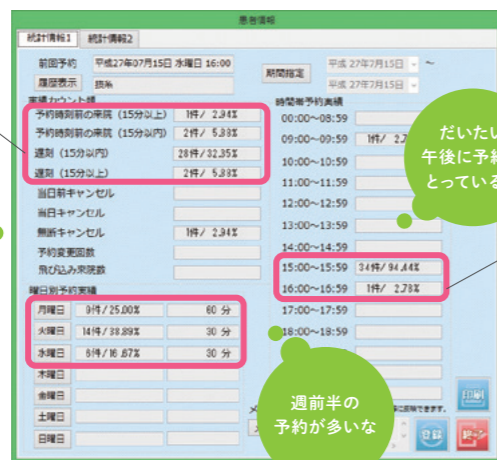 患者情報
統計情報1 統計情報2
前回予約 平成27年07月15日 水曜日 16:00
履歴表示 抜糸
期間指定 平成 27年7月15日 ~
平成 27年7月15日
実績カウント類
予約時刻前の来院 (15分以上) 1件/ 2.94%
予約時刻前の来院 (15分以内) 2件/ 5.88%
遅刻 (15分以内)
遅刻 (15分以上) 2件/ 5.88%
当日前キャンセル
当日キャンセル
無断キャンセル 1件/ 2.94%
予約変更回数
飛び込み来院数
時間帯予約実績
00:00~08:59
09:00~09:59
10:00~10:59
11:00~11:59
12:00~12:59
13:00~13:59
14:00~14:59
15:00~15:59 34件/94.44%
16:00~16:59 1件/ 2.78%
17:00~17:59
18:00~18:59
曜日別予約実績
月曜日 9件/25.00% 60 分
火曜日 14件/38.89% 30 分
水曜日 6件/16.67% 30 分
木曜日
金曜日
土曜日
日曜日
だいたい
午後に予約
とっている
週前半の
予約が多いな
印刷
登録